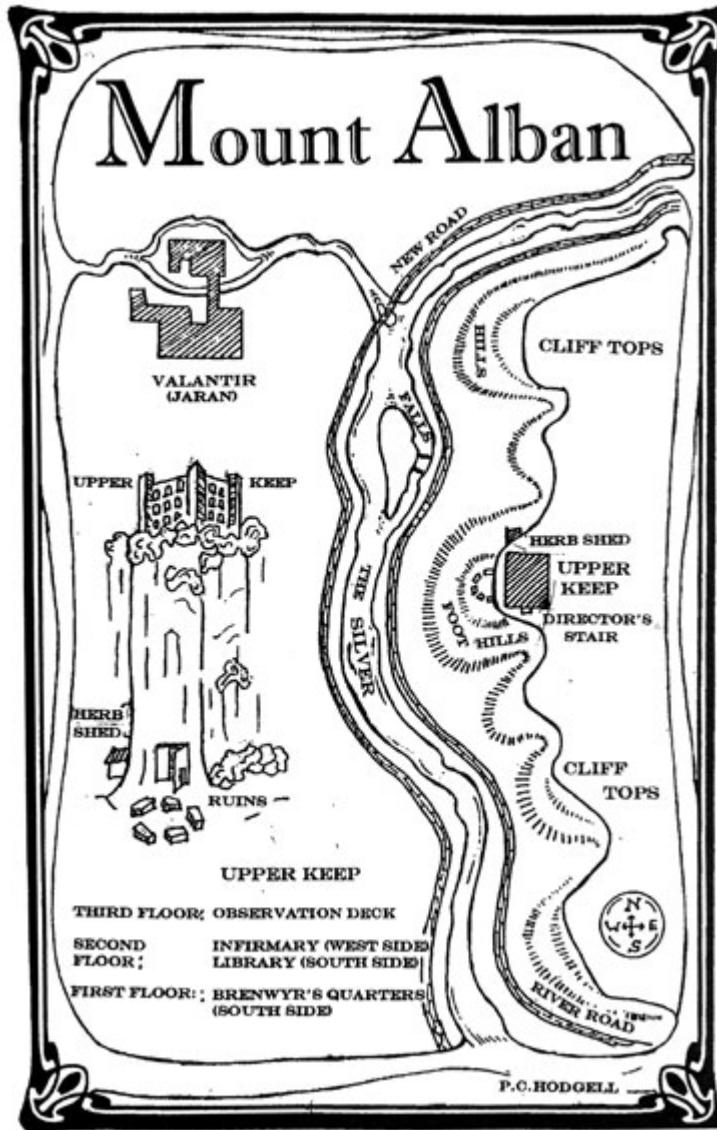 Mount Alban
NEW ROAD
HILLS
CLIFF TOPS
VALANTIR
(JARAN)
FALLS
UPPER KEEP
HERB SHED
UPPER
KEEP
DIRECTOR'S
STAIR
FOOT HILLS
THE SILVER
HERB
SHED
RUINS
CLIFF
TOPS
UPPER KEEP
THIRD FLOOR: OBSERVATION DECK
SECOND INFIRMARY (WEST SIDE)
FLOOR: LIBRARY (SOUTH SIDE)
FIRST FLOOR: BRENWYR'S QUARTERS
(SOUTH SIDE)
N
W E
S
RIVER ROAD
P.C. HODGELL